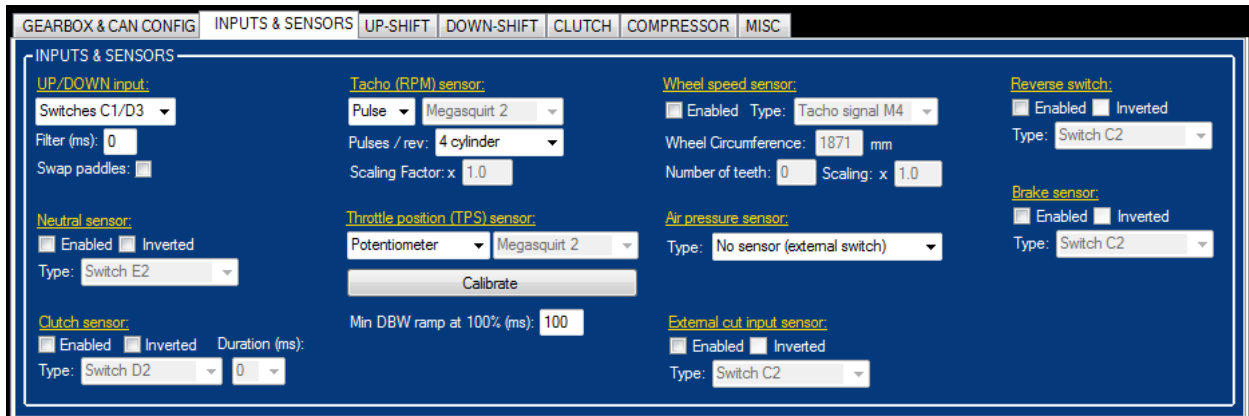 GEARBOX & CAN CONFIG INPUTS & SENSORS UP-SHIFT DOWN-SHIFT CLUTCH COMPRESSOR MISC
INPUTS & SENSORS
UP/DOWN input:
Switches C1/D3
Filter (ms): 0
Swap paddles:
Neutral sensor:
Enabled Inverted
Type: Switch E2
Clutch sensor:
Enabled Inverted Duration (ms):
Type: Switch D2 0
Tacho (RPM) sensor:
Pulse Megasquirt 2
Pulses / rev: 4 cylinder
Scaling Factor: x 1.0
Throttle position (TPS) sensor:
Potentiometer Megasquirt 2
Calibrate
Min DBW ramp at 100% (ms): 100
Wheel speed sensor:
Enabled Type: Tacho signal M4
Wheel Circumference: 1871 mm
Number of teeth: 0 Scaling: x 1.0
Air pressure sensor:
Type: No sensor (external switch)
External cut input sensor:
Enabled Inverted
Type: Switch C2
Reverse switch:
Enabled Inverted
Type: Switch C2
Brake sensor:
Enabled Inverted
Type: Switch C2